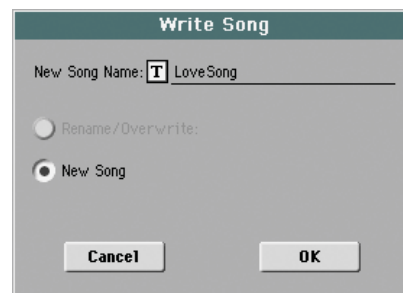 Write Song
New Song Name: T LoveSong
Rename/Overwrite:
New Song
Cancel OK